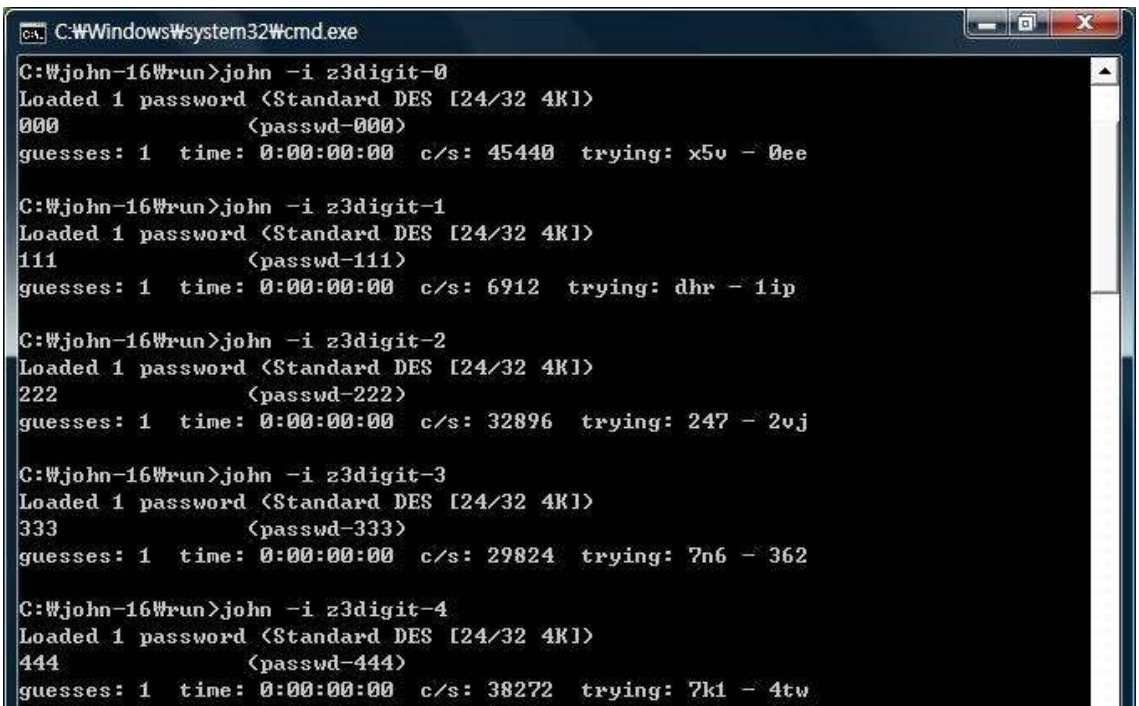 C:₩Windows₩system32₩cmd.exe
C:₩john-16₩run>john -i z3digit-0
Loaded 1 password (Standard DES [24/32 4K])
000 (passwd-000)
guesses: 1 time: 0:00:00:00 c/s: 45440 trying: x5v - 0ee
C:₩john-16₩run>john -i z3digit-1
Loaded 1 password (Standard DES [24/32 4K])
111 (passwd-111)
guesses: 1 time: 0:00:00:00 c/s: 6912 trying: dhr - 1ip
C:₩john-16₩run>john -i z3digit-2
Loaded 1 password (Standard DES [24/32 4K])
222 (passwd-222)
guesses: 1 time: 0:00:00:00 c/s: 32896 trying: 247 - 2vj
C:₩john-16₩run>john -i z3digit-3
Loaded 1 password (Standard DES [24/32 4K])
333 (passwd-333)
guesses: 1 time: 0:00:00:00 c/s: 29824 trying: 7n6 - 362
C:₩john-16₩run>john -i z3digit-4
Loaded 1 password (Standard DES [24/32 4K])
444 (passwd-444)
guesses: 1 time: 0:00:00:00 c/s: 38272 trying: 7k1 - 4tw